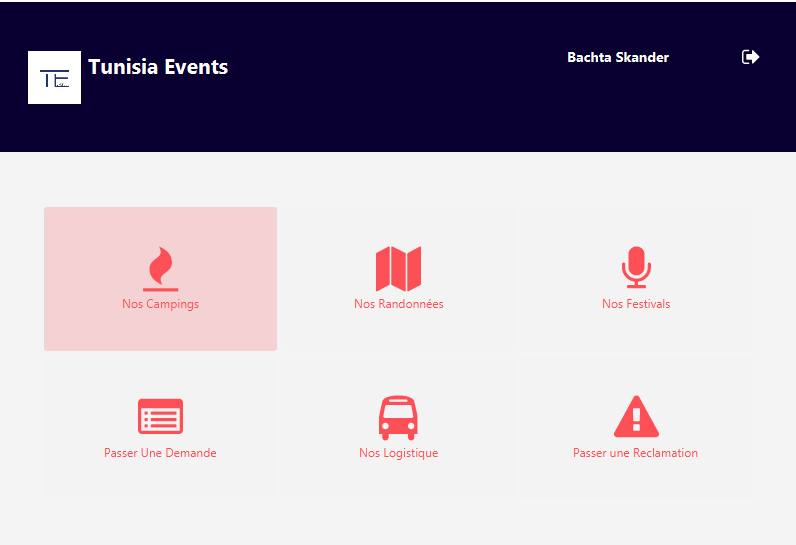 Tunisia Events
Bachta Skander
TE
Nos Campings
Nos Randonnées
Nos Festivals
Passer Une Demande
Nos Logistique
Passer une Reclamation